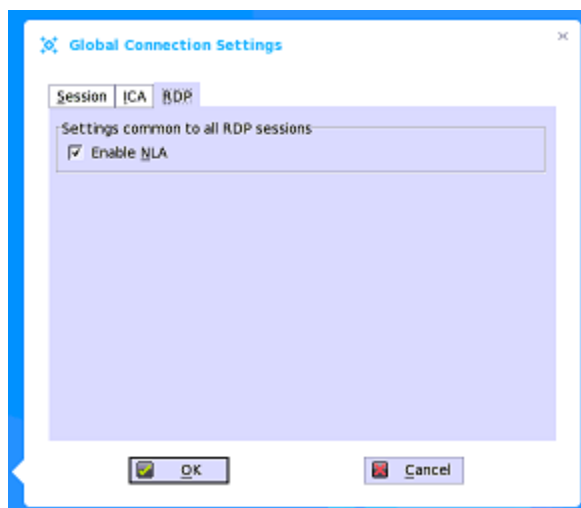 Global Connection Settings
Session ICA RDP
Settings common to all RDP sessions
Enable NLA
OK Cancel